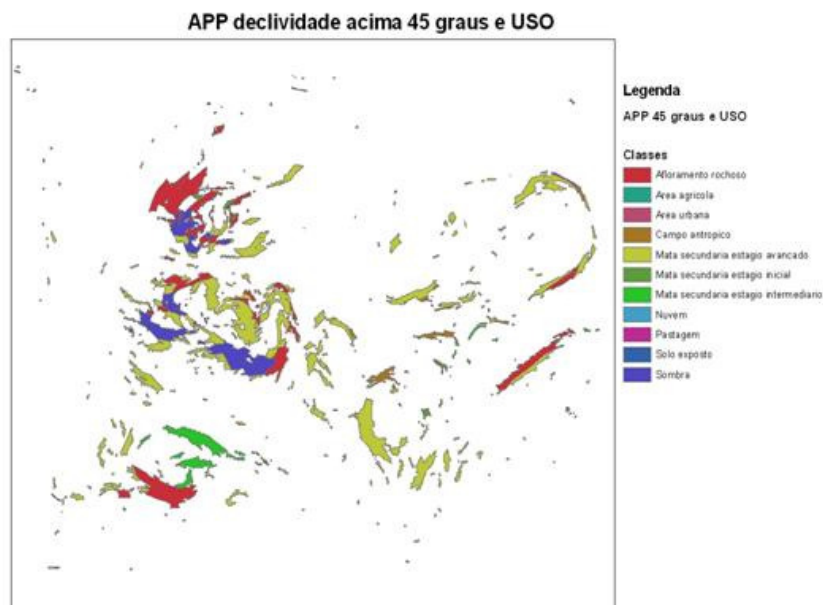 APP declividade acima 45 graus e USO
Legenda
APP 45 graus e USO
Classes
Afloramento rochoso
Area agricola
Area urbana
Campo antropico
Mata secundaria estagio avancado
Mata secundaria estagio inicial
Mata secundaria estagio intermediario
Nuvem
Pastagem
Solo exposto
Sombra